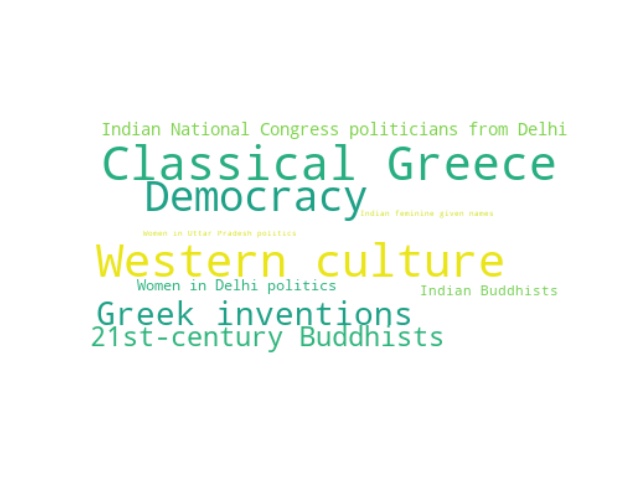 Indian National Congress politicians from Delhi
Classical Greece
Democracy
Indian feminine given names
Women in Uttar Pradesh politics
Western culture
Women in Delhi politics
Indian Buddhists
Greek inventions
21st-century Buddhists